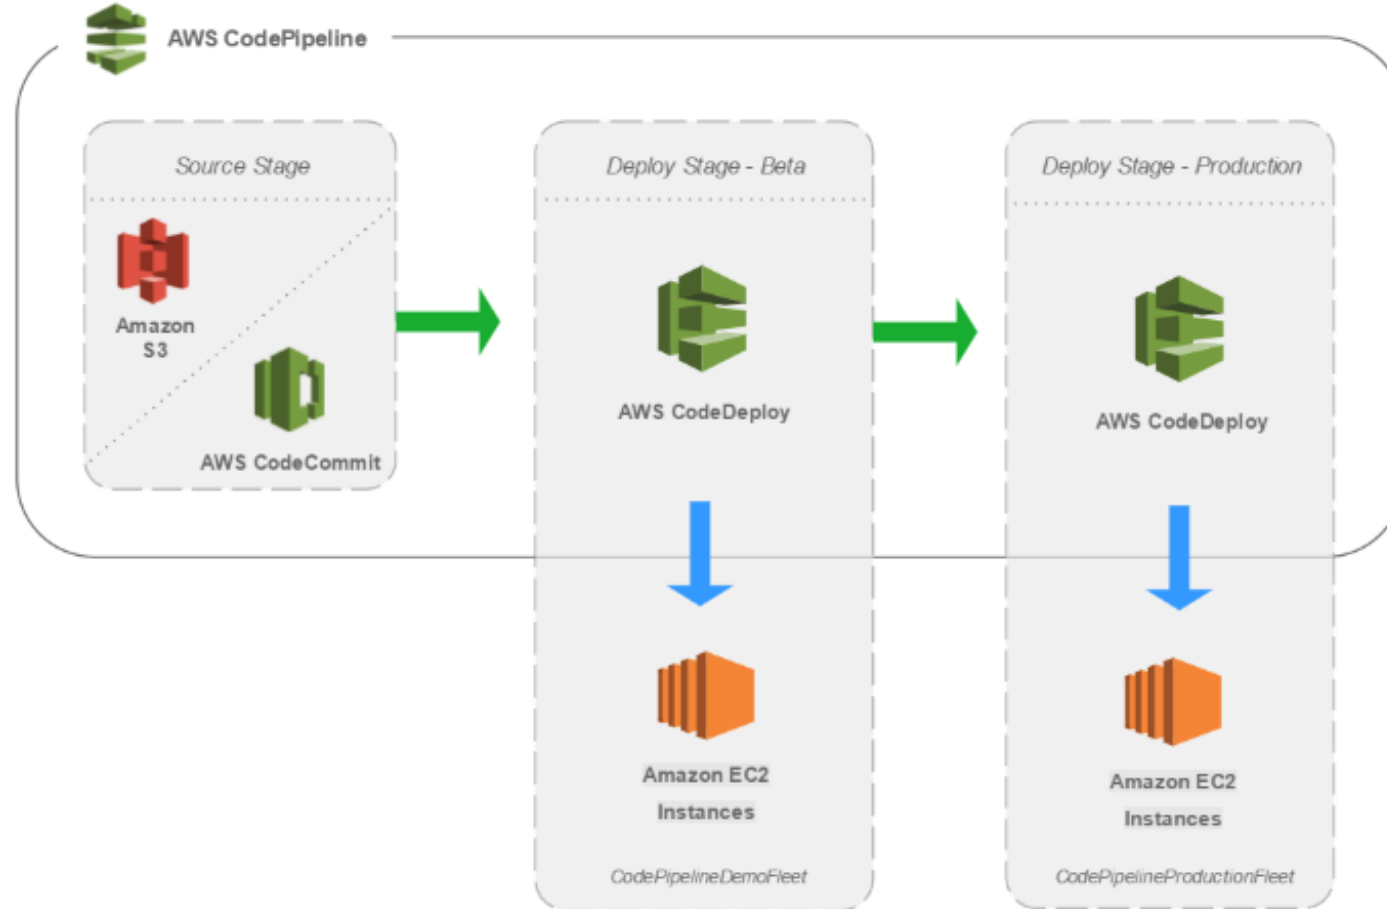 AWS CodePipeline
Source Stage
Amazon
S3
AWS CodeCommit
Deploy Stage - Beta
AWS CodeDeploy
Amazon EC2
Instances
CodePipelineDemoFleet
Deploy Stage - Production
AWS CodeDeploy
Amazon EC2
Instances
CodePipelineProductionFleet